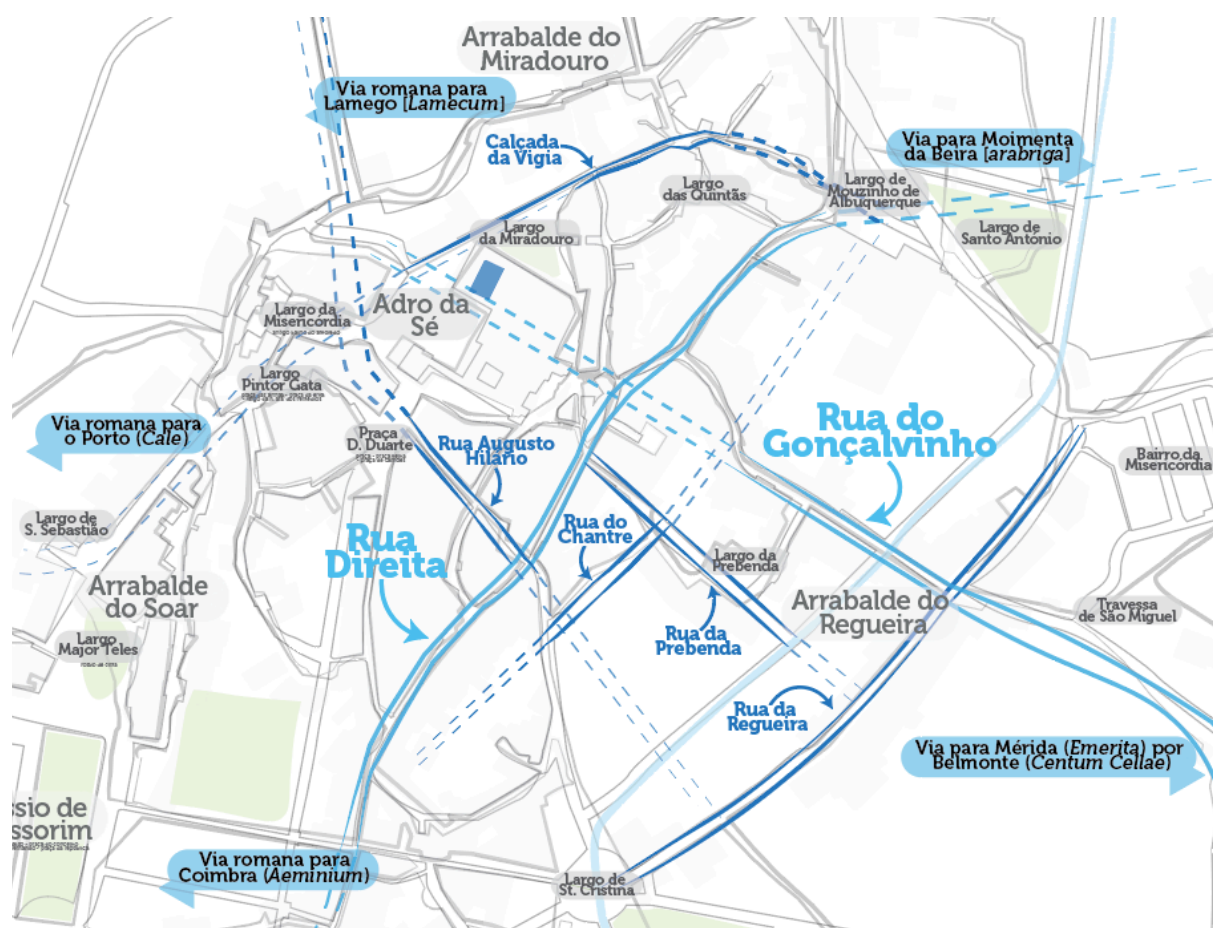 Arrabalde do
Miradouro
Via romana para
Lamego [Lamecum]
Calçada
da Vigia
Via para Moimenta
da Beira [arabriga]
Largo
das Quintãs
Largo de
Mouzinho de
Albuquerque
Largo
da Miradouro
Largo de
Santo António
Largo da
Misericórdia
Adro da
Sé
Largo
Pintor Gata
Via romana para
o Porto (Cale)
Praça
D. Duarte
Rua Augusto
Hilário
Rua do
Gonçalvinho
Bairro da
Misericórdia
Largo de
S. Sebastião
Rua
Direita
Rua do
Chantre
Largo da
Prebenda
Arrabalde
do Soar
Arrabalde do
Regueira
Travessa
de São Miguel
Largo
Major Teles
Rua da
Prebenda
Rua da
Regueira
Via para Mérida (Emerita) por
Belmonte (Centum Cellae)
ssio de
ssorim
Via romana para
Coimbra (Aeminium)
Largo de
St. Cristina